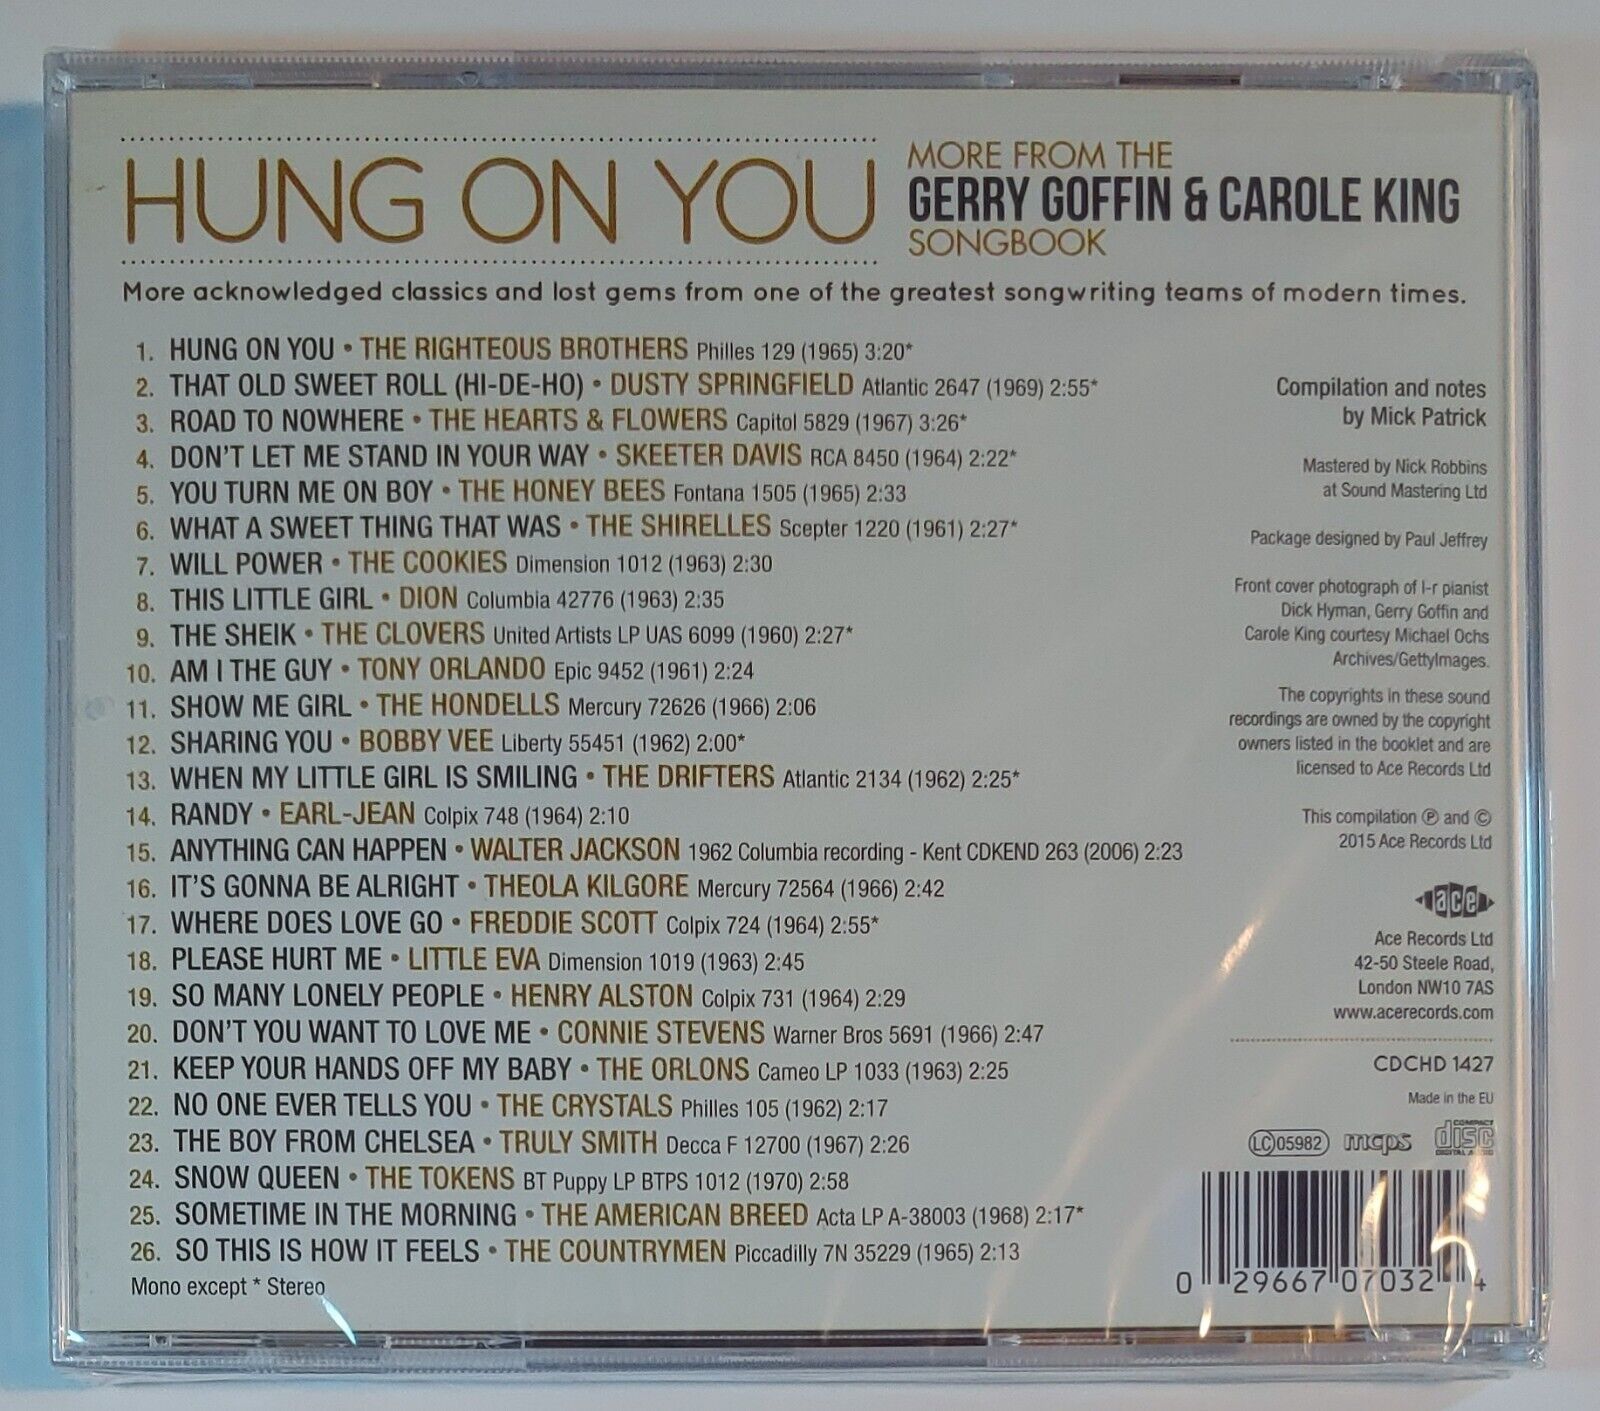 HUNG ON YOU
MORE FROM THE
GERRY GOFFIN & CAROLE KING
SONGBOOK
More acknowledged classics and lost gems from one of the greatest songwriting teams of modern times.
1. HUNG ON YOU • THE RIGHTEOUS BROTHERS Philles 129 (1965) 3:20*
2. THAT OLD SWEET ROLL (HI-DE-HO) • DUSTY SPRINGFIELD Atlantic 2647 (1969) 2:55*
3. ROAD TO NOWHERE • THE HEARTS & FLOWERS Capitol 5829 (1967) 3:26*
4. DON'T LET ME STAND IN YOUR WAY • SKEETER DAVIS RCA 8450 (1964) 2:22*
5. YOU TURN ME ON BOY • THE HONEY BEES Fontana 1505 (1965) 2:33
6. WHAT A SWEET THING THAT WAS • THE SHIRELLES Scepter 1220 (1961) 2:27*
7. WILL POWER • THE COOKIES Dimension 1012 (1963) 2:30
8. THIS LITTLE GIRL • DION Columbia 42776 (1963) 2:35
9. THE SHEIK • THE CLOVERS United Artists LP UAS 6099 (1960) 2:27*
10. AM I THE GUY • TONY ORLANDO Epic 9452 (1961) 2:24
11. SHOW ME GIRL • THE HONDELLS Mercury 72626 (1966) 2:06
12. SHARING YOU • BOBBY VEE Liberty 55451 (1962) 2:00*
13. WHEN MY LITTLE GIRL IS SMILING • THE DRIFTERS Atlantic 2134 (1962) 2:25*
14. RANDY • EARL-JEAN Colpix 748 (1964) 2:10
15. ANYTHING CAN HAPPEN • WALTER JACKSON 1962 Columbia recording - Kent CDKEND 263 (2006) 2:23
16. IT'S GONNA BE ALRIGHT • THEOLA KILGORE Mercury 72564 (1966) 2:42
17. WHERE DOES LOVE GO • FREDDIE SCOTT Colpix 724 (1964) 2:55*
18. PLEASE HURT ME • LITTLE EVA Dimension 1019 (1963) 2:45
19. SO MANY LONELY PEOPLE • HENRY ALSTON Colpix 731 (1964) 2:29
20. DON'T YOU WANT TO LOVE ME • CONNIE STEVENS Warner Bros 5691 (1966) 2:47
21. KEEP YOUR HANDS OFF MY BABY • THE ORLONS Cameo LP 1033 (1963) 2:25
22. NO ONE EVER TELLS YOU • THE CRYSTALS Philles 105 (1962) 2:17
23. THE BOY FROM CHELSEA • TRULY SMITH Decca F 12700 (1967) 2:26
24. SNOW QUEEN • THE TOKENS BT Puppy LP BTPS 1012 (1970) 2:58
25. SOMETIME IN THE MORNING • THE AMERICAN BREED Acta LP A-38003 (1968) 2:17*
26. SO THIS IS HOW IT FEELS • THE COUNTRYMEN Piccadilly 7N 35229 (1965) 2:13
Mono except * Stereo
Compilation and notes
by Mick Patrick
Mastered by Nick Robbins
at Sound Mastering Ltd
Package designed by Paul Jeffrey
Front cover photograph of l-r pianist
Dick Hyman, Gerry Goffin and
Carole King courtesy Michael Ochs
Archives/GettyImages.
The copyrights in these sound
recordings are owned by the copyright
owners listed in the booklet and are
licensed to Ace Records Ltd
This compilation ℗ and ©
2015 Ace Records Ltd
ace
Ace Records Ltd
42-50 Steele Road,
London NW10 7AS
www.acerecords.com
CDCHD 1427
Made in the EU
LC 05982 mcps COMPACT disc DIGITAL AUDIO
0 29667 07032 4